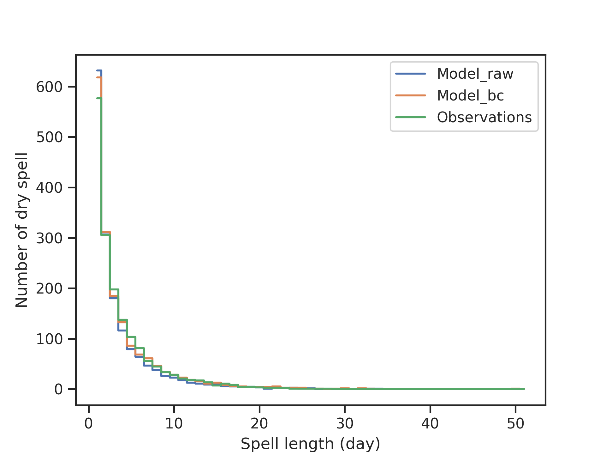 Model_raw
Model_bc
Observations
600
500
400
300
200
100
0
Number of dry spell
0 10 20 30 40 50
Spell length (day)